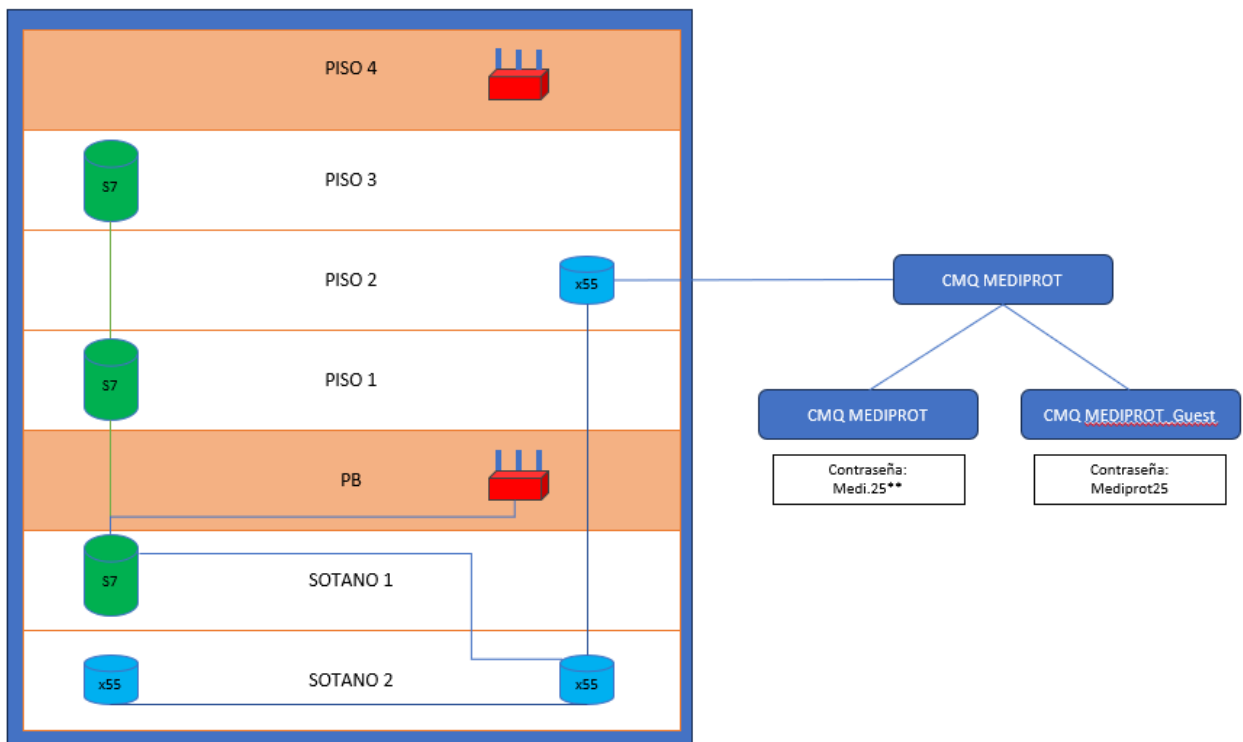 PISO 4
S7
PISO 3
PISO 2
x55
CMQ MEDIPROT
S7
PISO 1
CMQ MEDIPROT
CMQ MEDIPROT_Guest
PB
Contraseña:
Medi.25**
Contraseña:
Mediprot25
S7
SOTANO 1
x55
SOTANO 2
x55